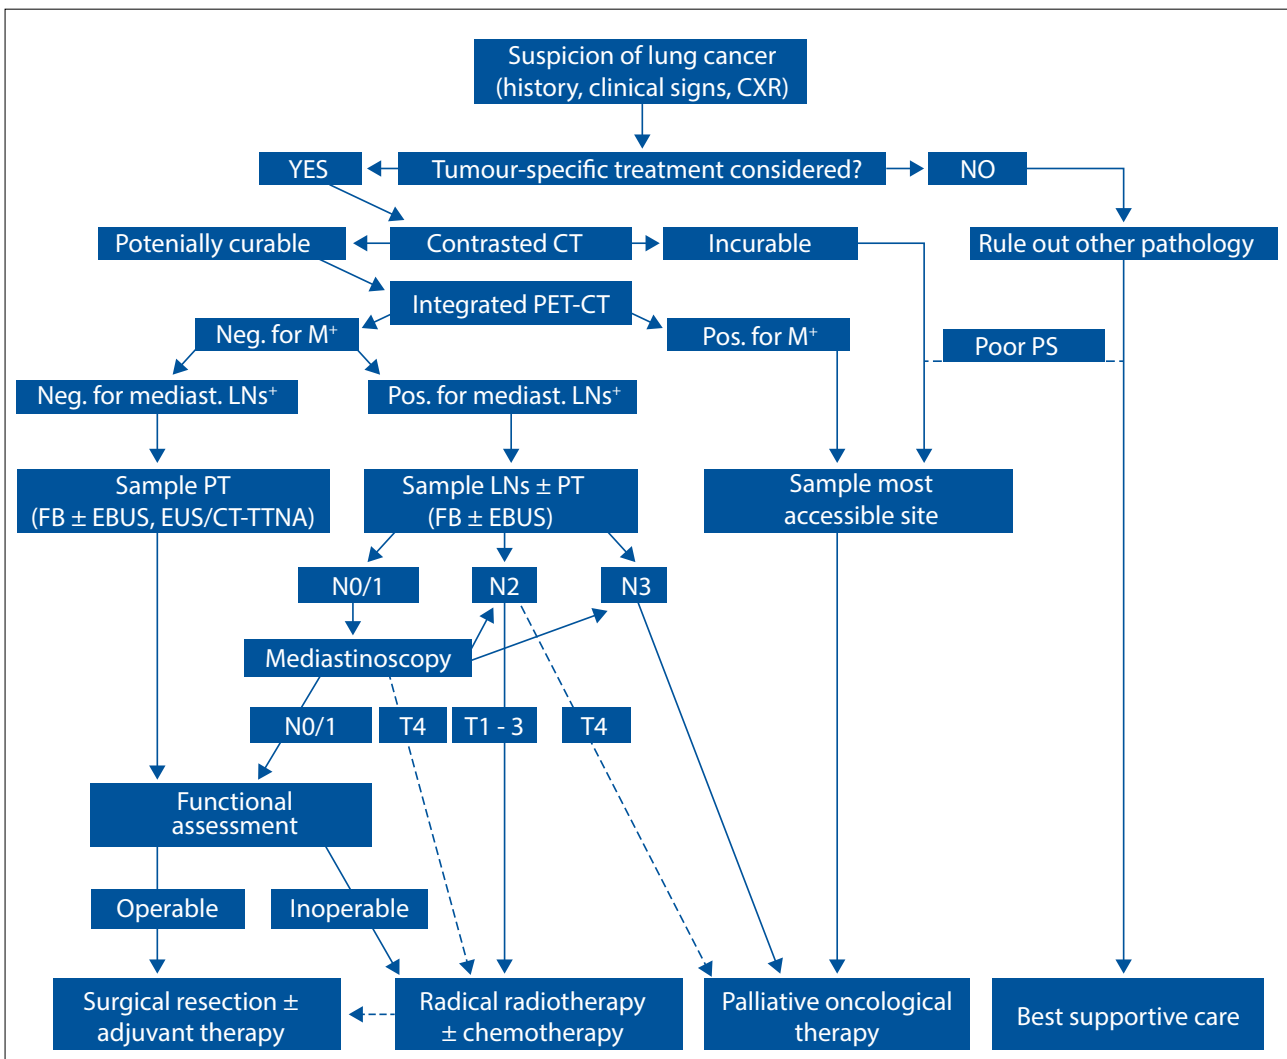 Suspicion of lung cancer
(history, clinical signs, CXR)
YES
Tumour-specific treatment considered?
NO
Potenially curable
Contrasted CT
Incurable
Rule out other pathology
Integrated PET-CT
Neg. for M⁺
Pos. for M⁺
Poor PS
Neg. for mediast. LNs⁺
Pos. for mediast. LNs⁺
Sample PT
(FB ± EBUS, EUS/CT-TTNA)
Sample LNs ± PT
(FB ± EBUS)
Sample most
accessible site
N0/1
N2
N3
Mediastinoscopy
N0/1
T4
T1 - 3
T4
Functional
assessment
Operable
Inoperable
Surgical resection ±
adjuvant therapy
Radical radiotherapy
± chemotherapy
Palliative oncological
therapy
Best supportive care